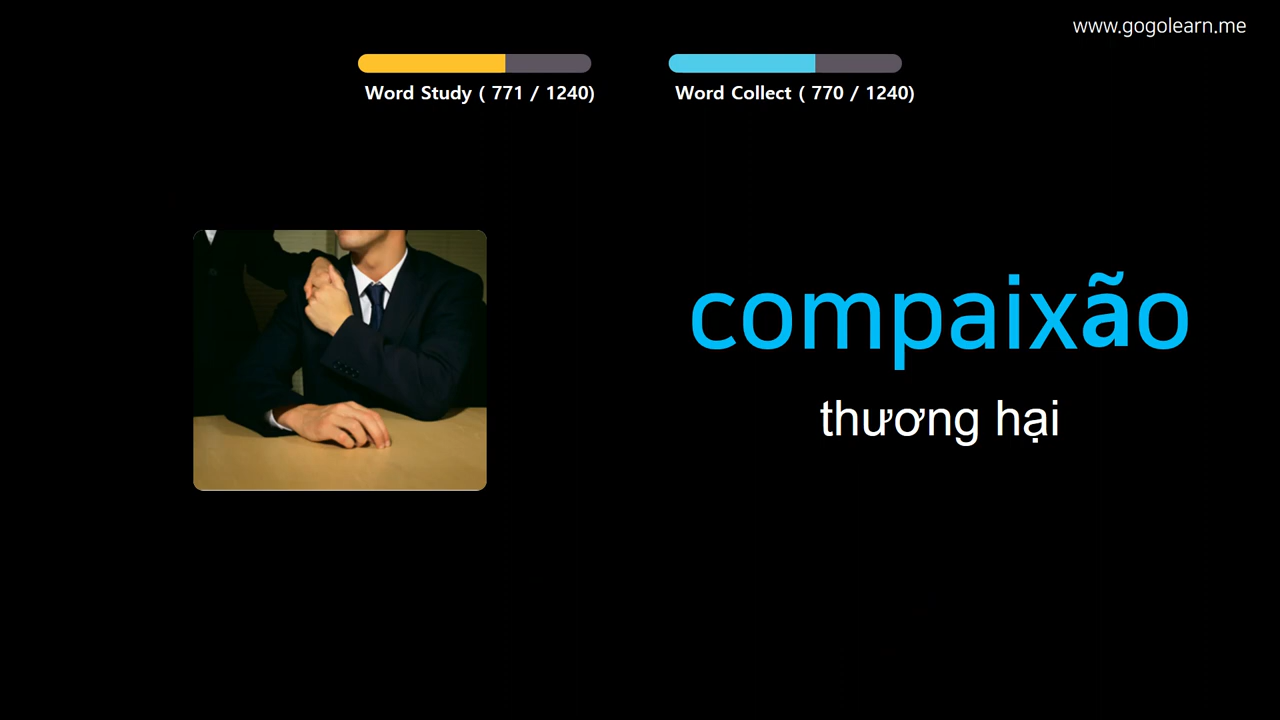 www.gogolearn.me
Word Study ( 771 / 1240)
Word Collect ( 770 / 1240)
compaixão
thương hại